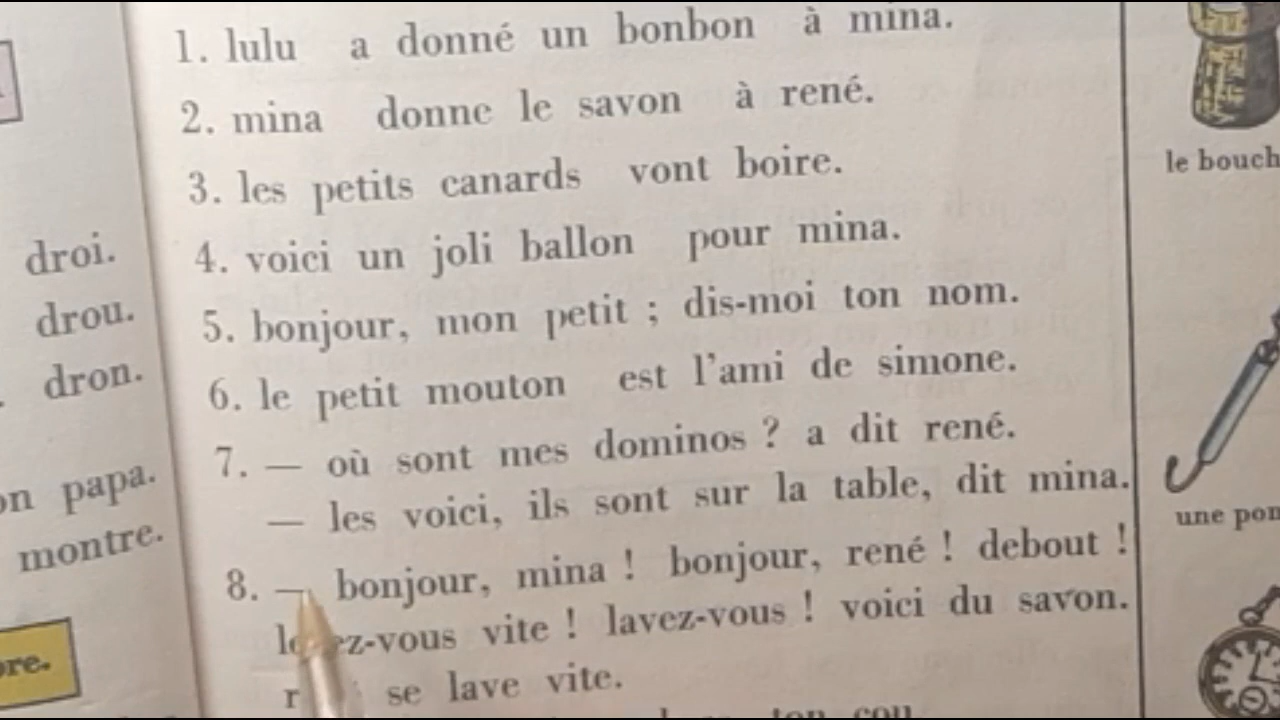 droi.
drou.
dron.
papa.
montre.
1. lulu a donné un bonbon à mina.
2. mina donne le savon à rené.
3. les petits canards vont boire.
4. voici un joli ballon pour mina.
5. bonjour, mon petit ; dis-moi ton nom.
6. le petit mouton est l'ami de simone.
7. — où sont mes dominos ? a dit rené.
— les voici, ils sont sur la table, dit mina.
8. — bonjour, mina ! bonjour, rené ! debout !
vous vite ! lavez-vous ! voici du savon.
se lave vite.
ton cou
le
une